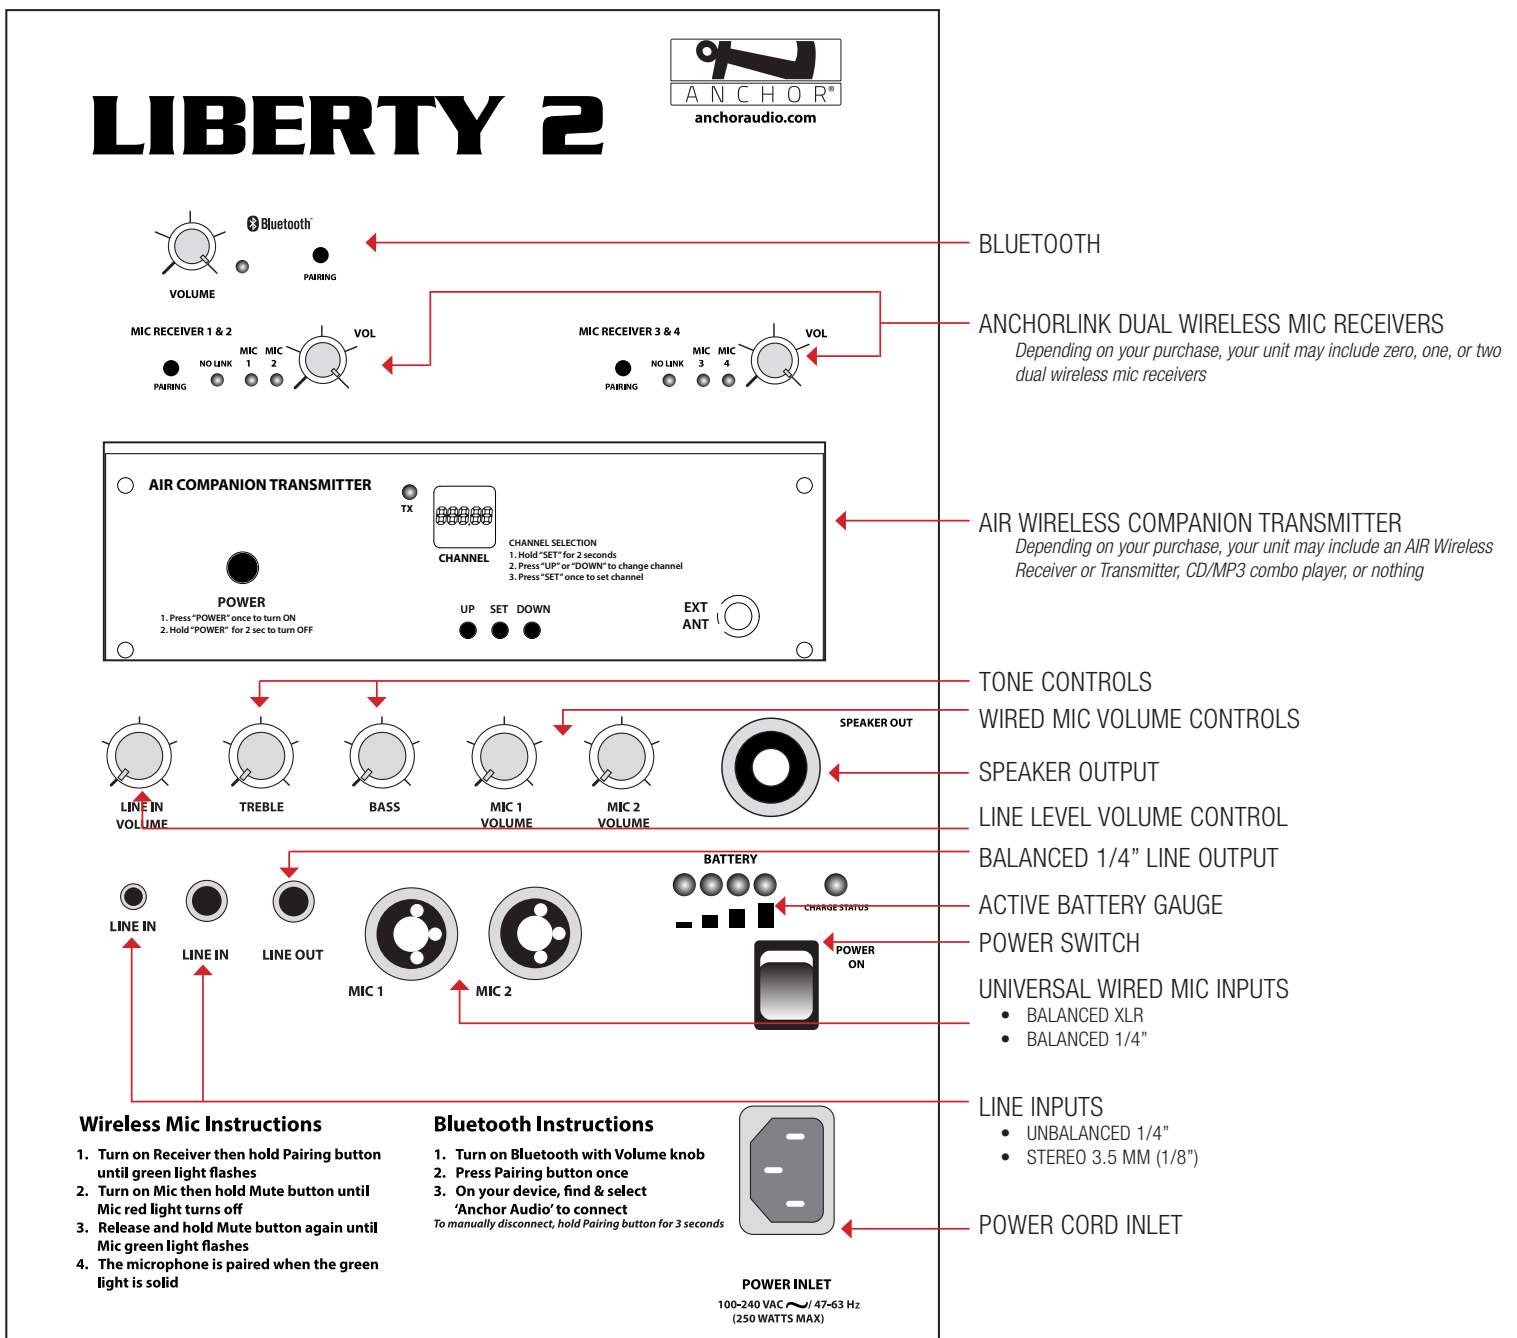 LIBERTY 2
ANCHOR®
anchoraudio.com
Bluetooth™
VOLUME
PAIRING
BLUETOOTH
MIC RECEIVER 1 & 2
VOL
PAIRING
NO LINK
MIC 1
MIC 2
MIC RECEIVER 3 & 4
VOL
PAIRING
NO LINK
MIC 3
MIC 4
ANCHORLINK DUAL WIRELESS MIC RECEIVERS
Depending on your purchase, your unit may include zero, one, or two
dual wireless mic receivers
AIR COMPANION TRANSMITTER
TX
888.88
CHANNEL
CHANNEL SELECTION
1. Hold “SET” for 2 seconds
2. Press “UP” or “DOWN” to change channel
3. Press “SET” once to set channel
POWER
1. Press “POWER” once to turn ON
2. Hold “POWER” for 2 sec to turn OFF
UP SET DOWN
EXT
ANT
AIR WIRELESS COMPANION TRANSMITTER
Depending on your purchase, your unit may include an AIR Wireless
Receiver or Transmitter, CD/MP3 combo player, or nothing
TONE CONTROLS
WIRED MIC VOLUME CONTROLS
SPEAKER OUT
SPEAKER OUTPUT
LINE IN
VOLUME
TREBLE
BASS
MIC 1
VOLUME
MIC 2
VOLUME
LINE LEVEL VOLUME CONTROL
BALANCED 1/4” LINE OUTPUT
BATTERY
CHARGE STATUS
ACTIVE BATTERY GAUGE
LINE IN
LINE IN
LINE OUT
MIC 1
MIC 2
POWER
ON
POWER SWITCH
UNIVERSAL WIRED MIC INPUTS
• BALANCED XLR
• BALANCED 1/4”
LINE INPUTS
• UNBALANCED 1/4”
• STEREO 3.5 MM (1/8”)
Wireless Mic Instructions
1. Turn on Receiver then hold Pairing button
until green light flashes
2. Turn on Mic then hold Mute button until
Mic red light turns off
3. Release and hold Mute button again until
Mic green light flashes
4. The microphone is paired when the green
light is solid
Bluetooth Instructions
1. Turn on Bluetooth with Volume knob
2. Press Pairing button once
3. On your device, find & select
‘Anchor Audio’ to connect
To manually disconnect, hold Pairing button for 3 seconds
POWER CORD INLET
POWER INLET
100-240 VAC ~/ 47-63 Hz
(250 WATTS MAX)